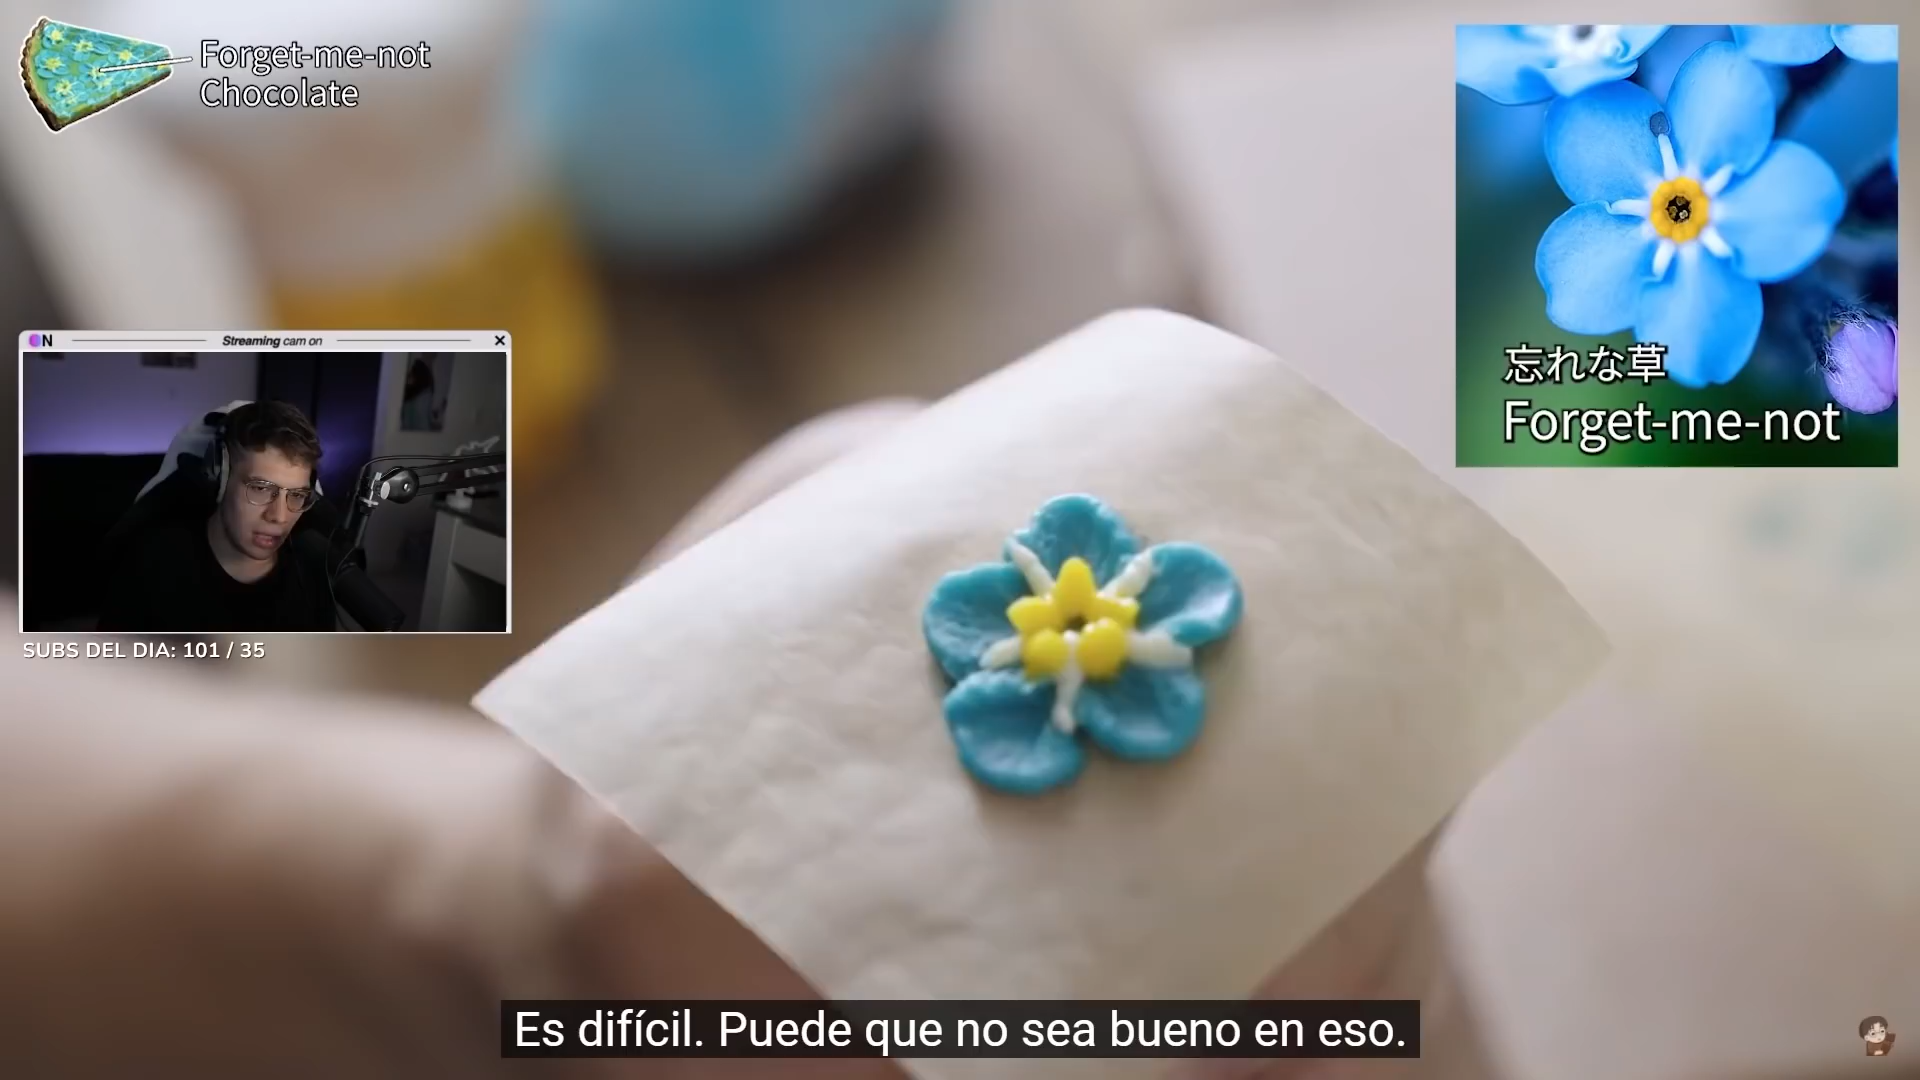 Forget-me-not
Chocolate
忘れな草
Forget-me-not
N
Streaming cam on
SUBS DEL DIA: 101 / 35
Es difícil. Puede que no sea bueno en eso.